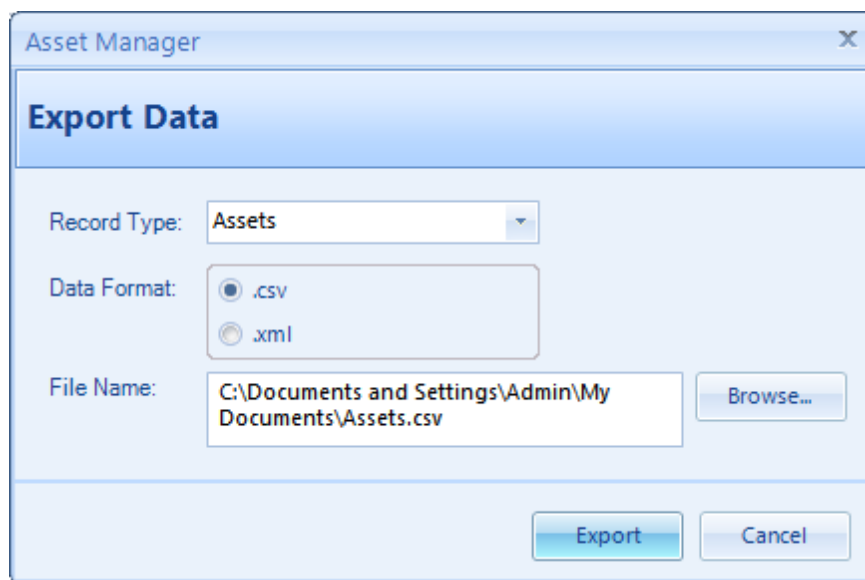 Asset Manager
Export Data
Record Type: Assets
Data Format: .csv
.xml
File Name: C:\Documents and Settings\Admin\My
Documents\Assets.csv
Browse...
Export Cancel